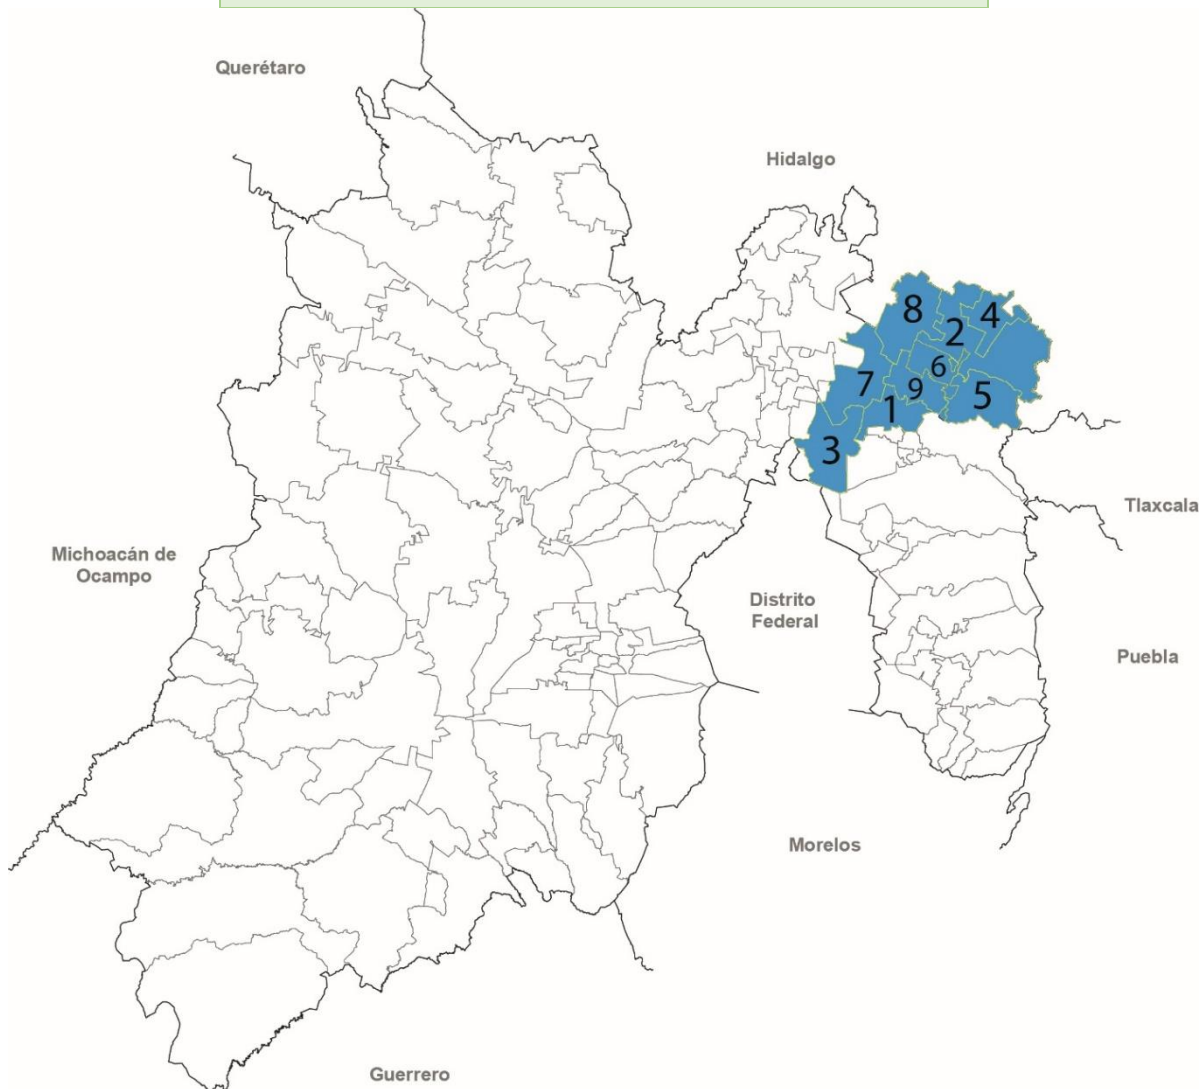 Querétaro
Hidalgo
8
4
2
6
7
9
5
1
3
Tlaxcala
Michoacán de
Ocampo
Distrito
Federal
Puebla
Morelos
Guerrero